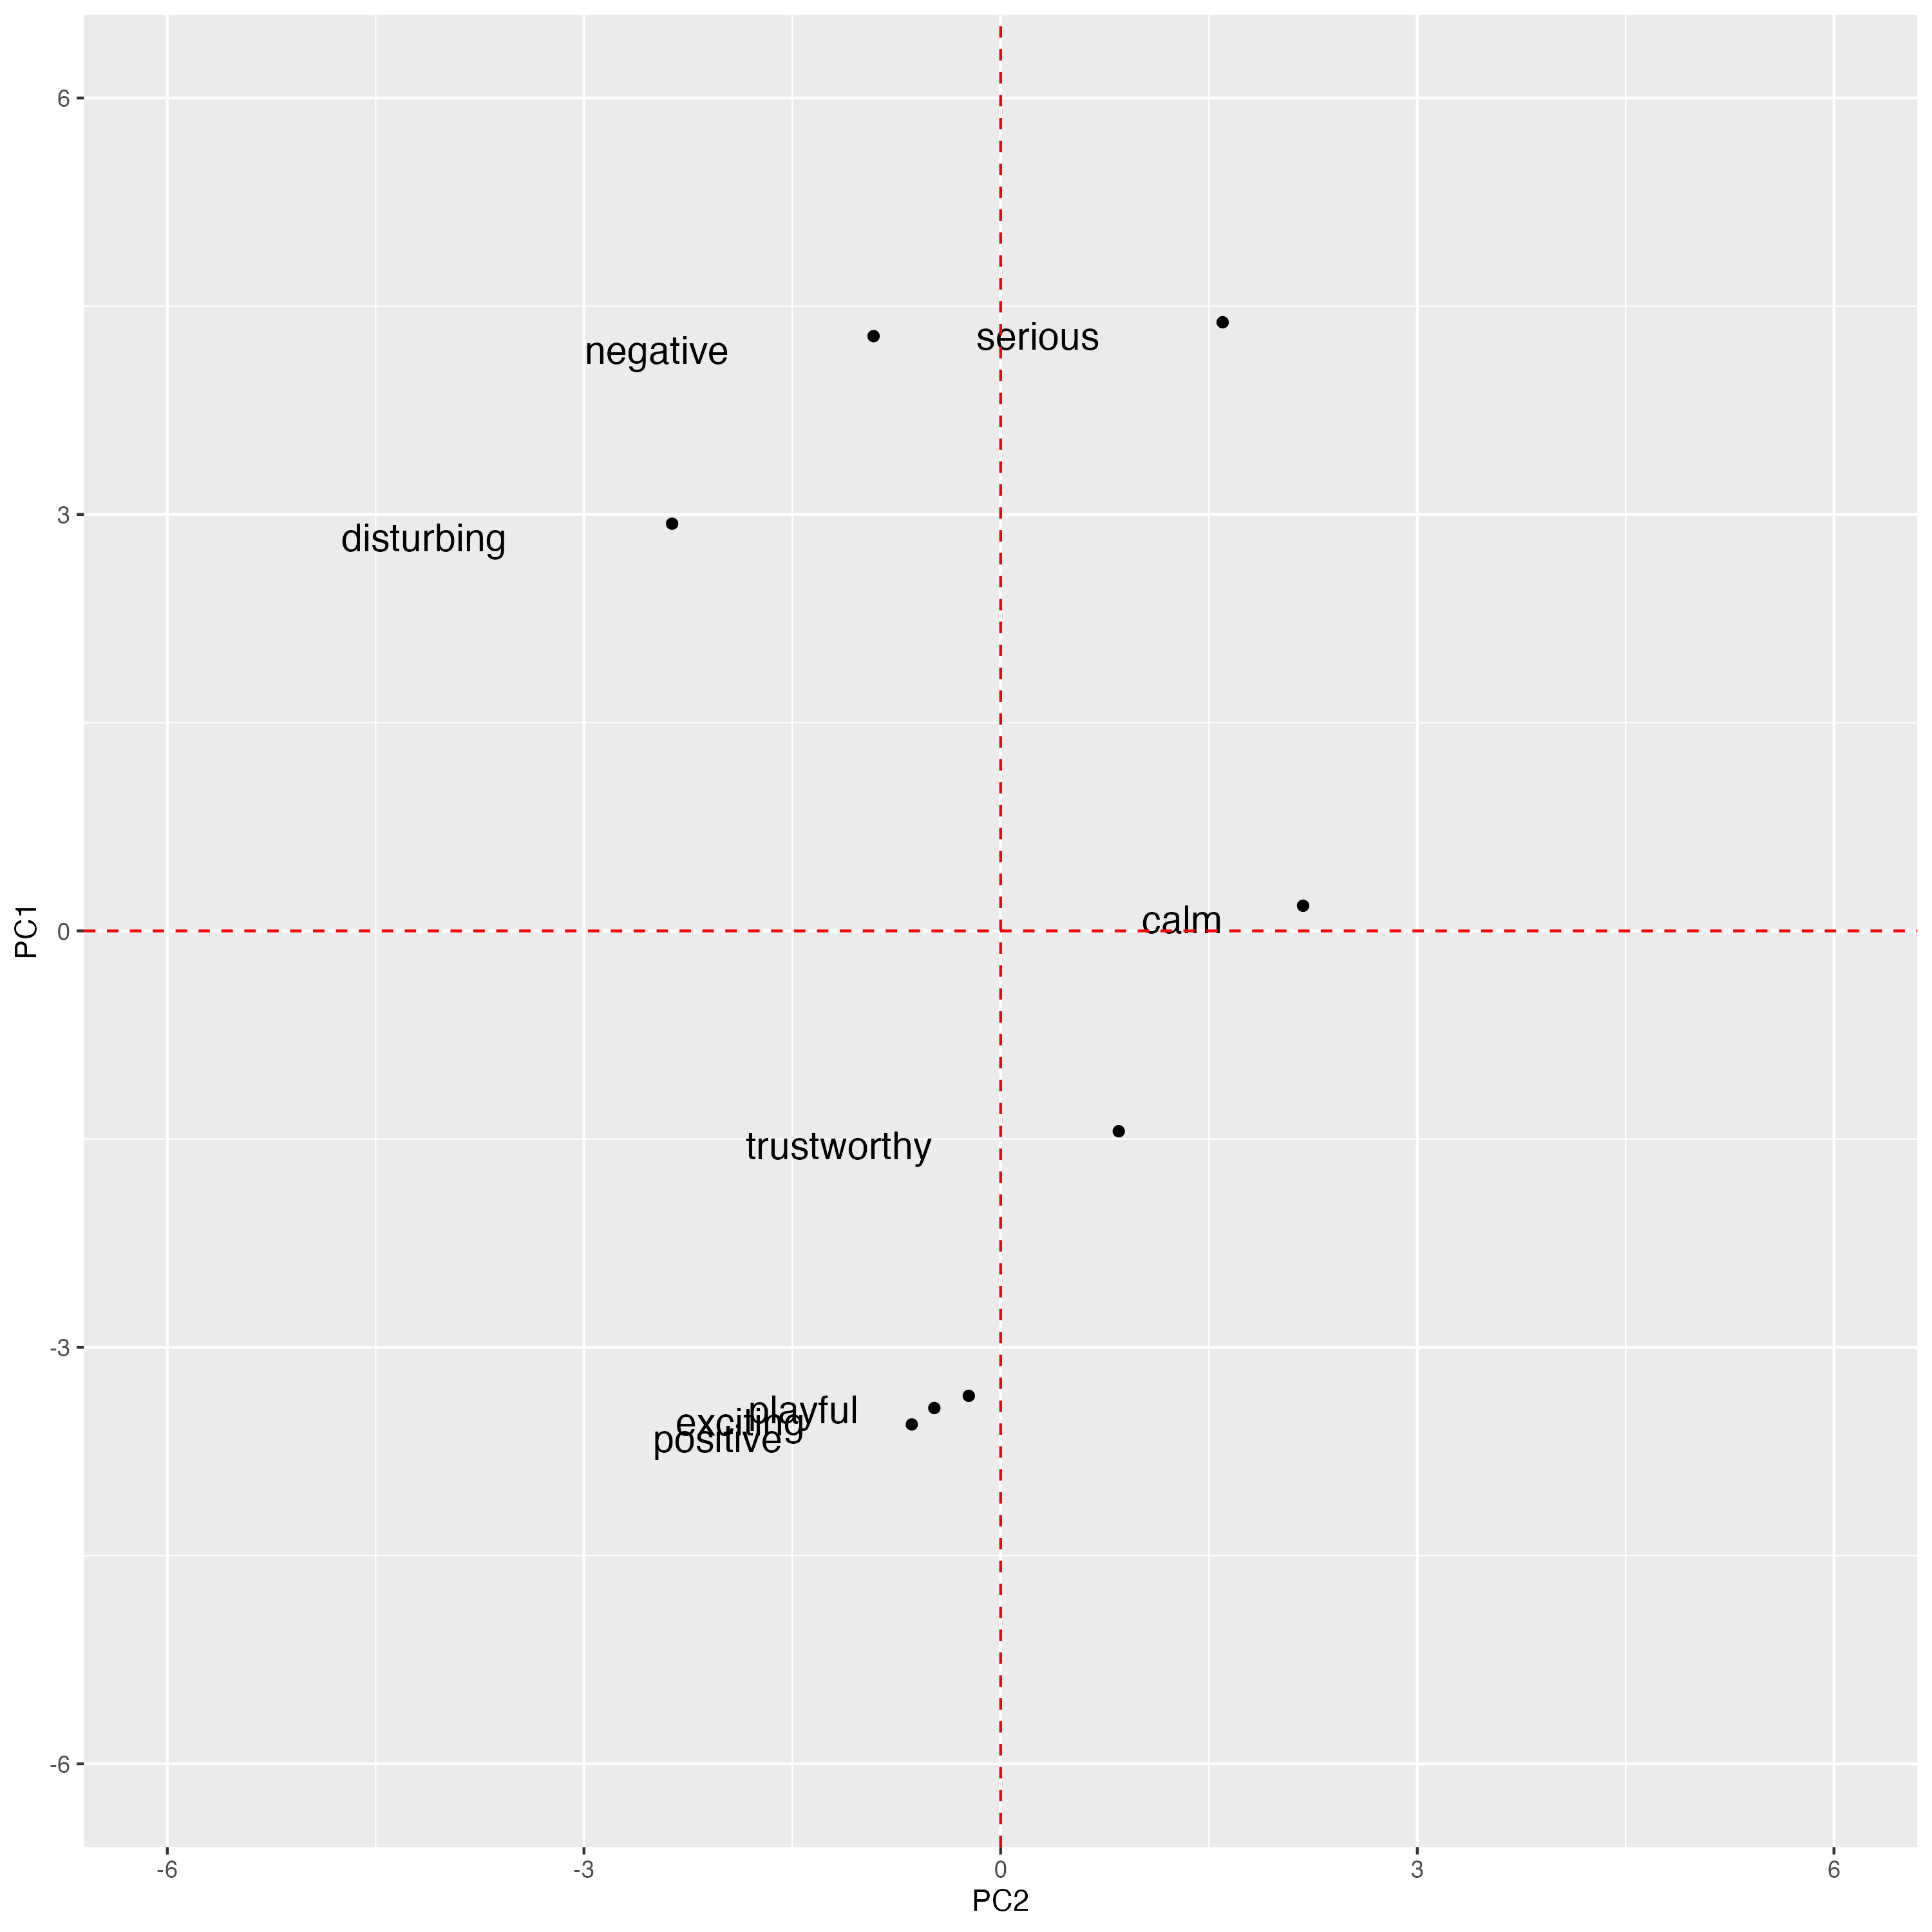 6
negative
serious
3
disturbing
PC1
0
calm
trustworthy
-3
playful
exciting
positive
-6
-6
-3
0
3
6
PC2